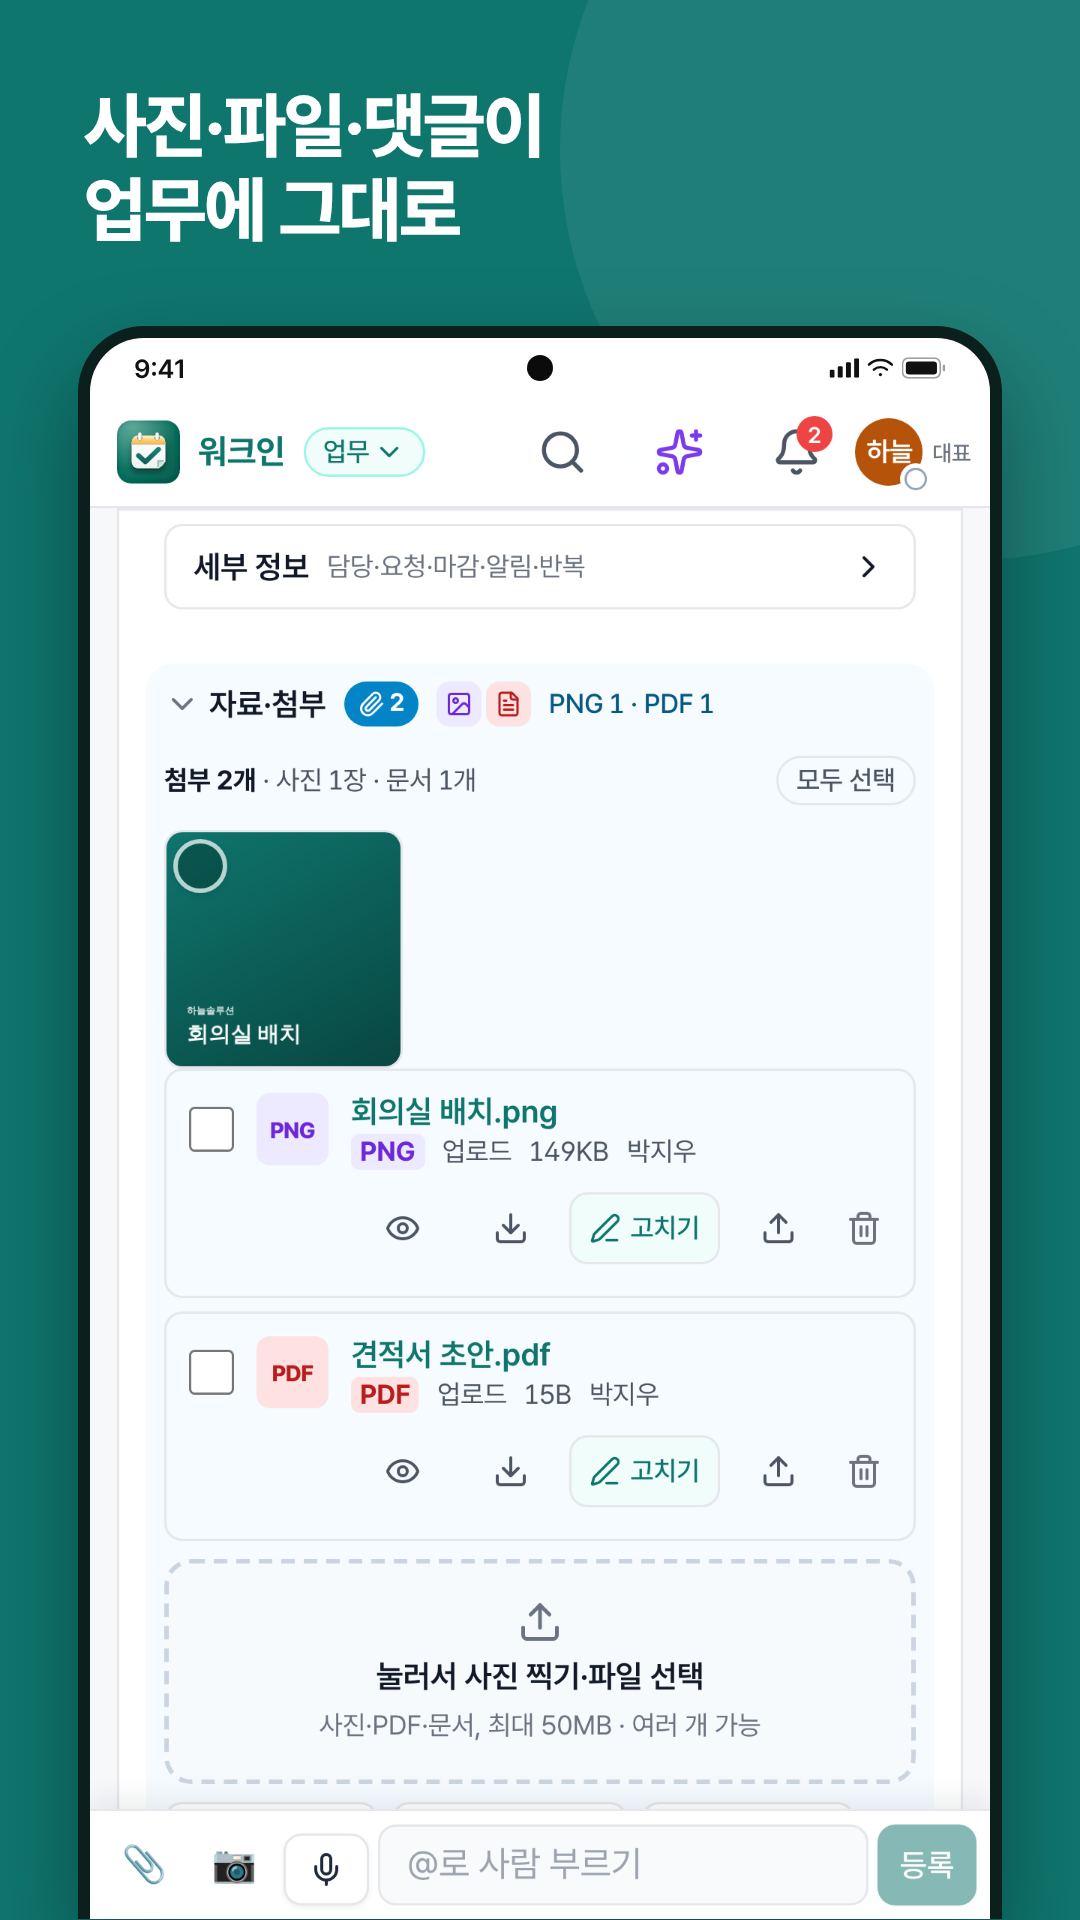 사진·파일·댓글이
업무에 그대로
9:41
워크인 업무 2 하늘 대표
세부 정보 담당·요청·마감·알림·반복
자료·첨부 2 PNG 1 · PDF 1
첨부 2개 · 사진 1장 · 문서 1개 모두 선택
하늘솔루션
회의실 배치
PNG 회의실 배치.png
PNG 업로드 149KB 박지우
고치기
PDF 견적서 초안.pdf
PDF 업로드 15B 박지우
고치기
눌러서 사진 찍기·파일 선택
사진·PDF·문서, 최대 50MB · 여러 개 가능
@로 사람 부르기 등록